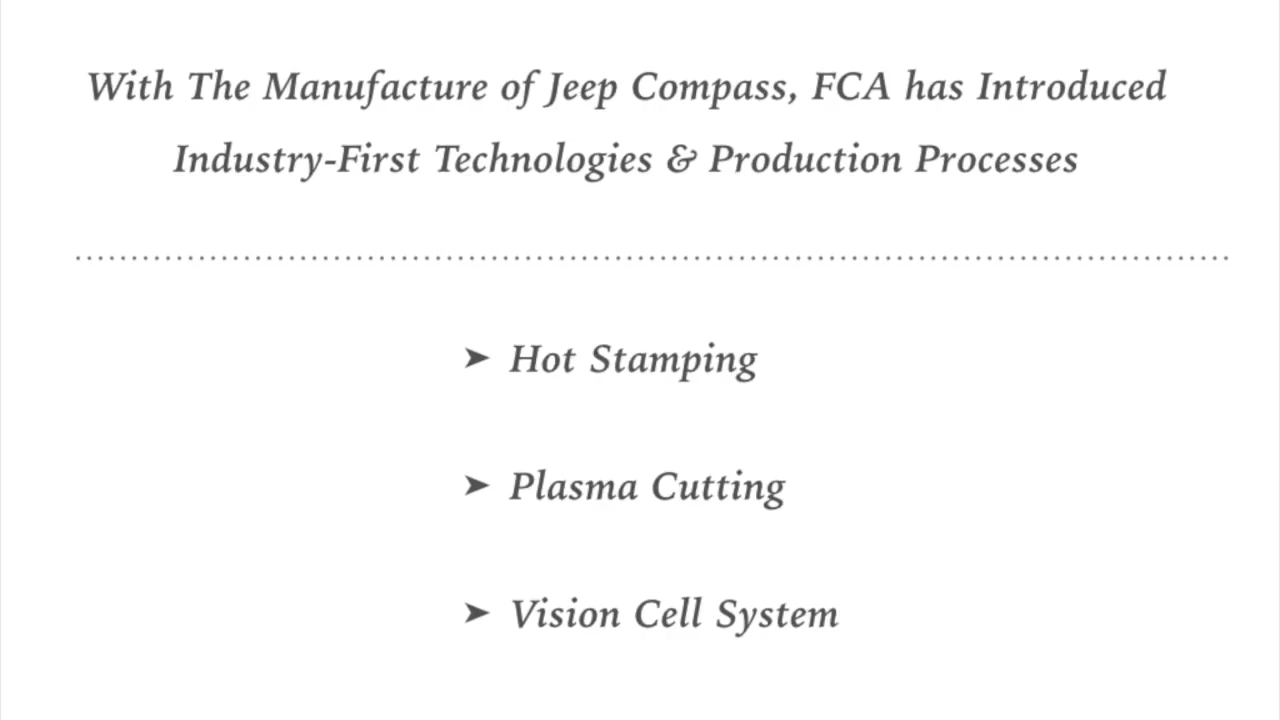 With The Manufacture of Jeep Compass, FCA has Introduced
Industry-First Technologies & Production Processes
➤ Hot Stamping
➤ Plasma Cutting
➤ Vision Cell System